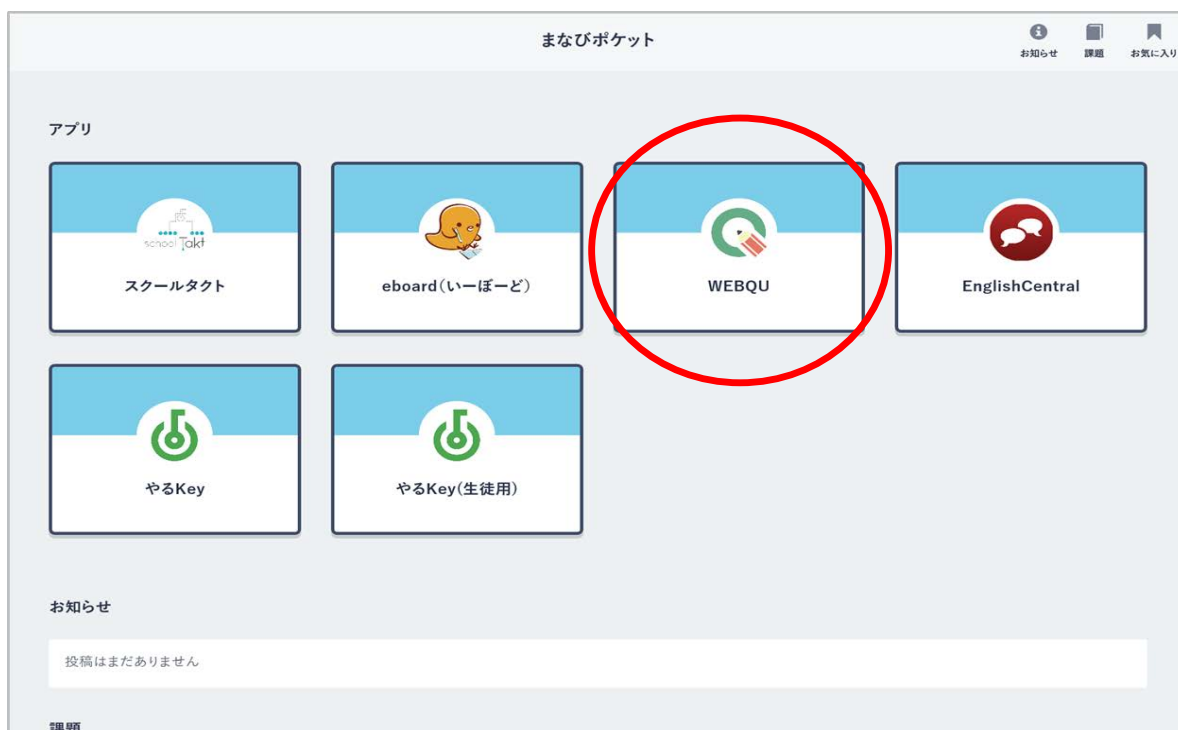 まなびポケット
お知らせ
課題
お気に入り
アプリ
school Takt
スクールタクト
eboard(いーぼーど)
WEBQU
EnglishCentral
やるKey
やるKey(生徒用)
お知らせ
投稿はまだありません
課題